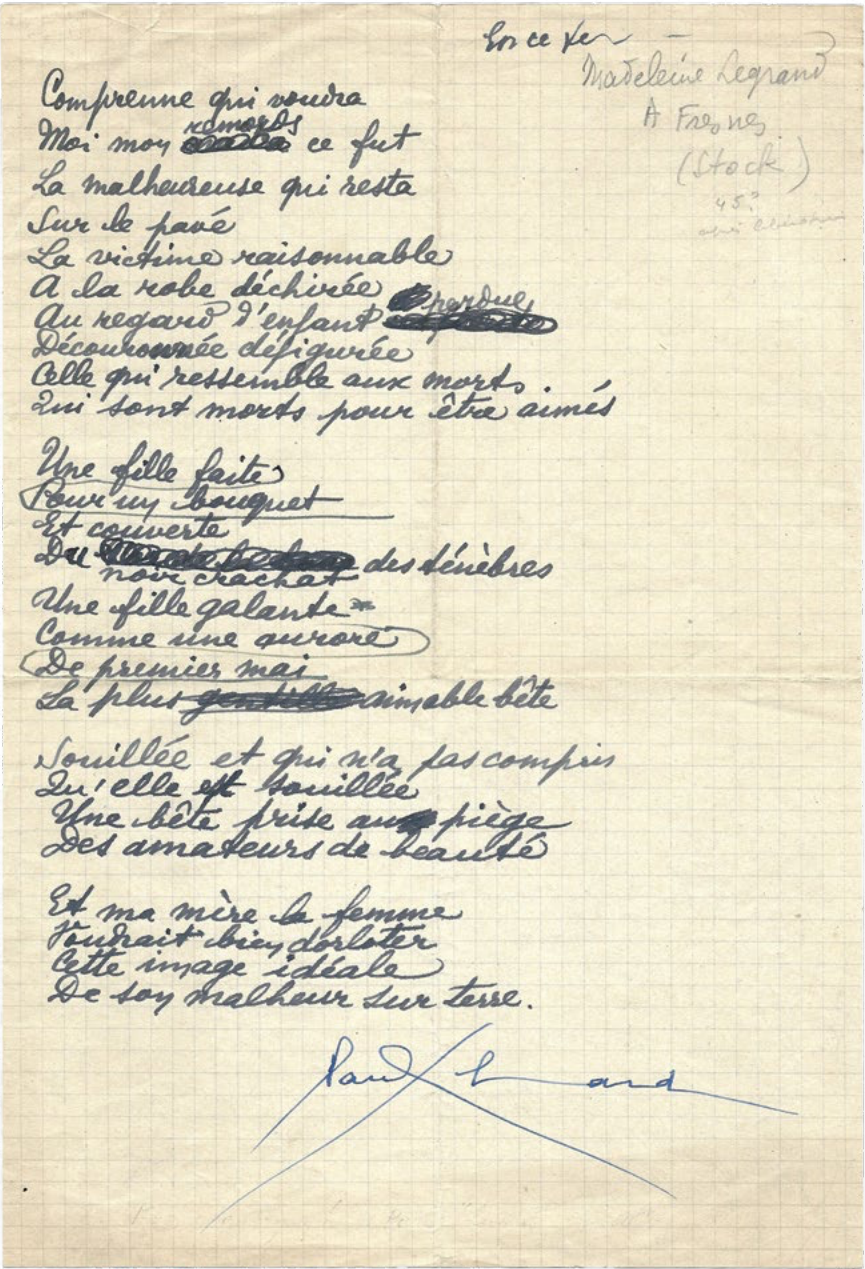 Madeleine Legrand
A Fresnes
(Stock)
45?
Comprenne qui voudra
Moi mon remords ce fut
La malheureuse qui resta
Sur le pavé
La victime raisonnable
A la robe déchirée
Au regard d'enfant perdue
Découronnée défigurée
Celle qui ressemble aux morts
Qui sont morts pour être aimés
Une fille faite
Pour un bouquet
Et couverte
Du noir crachat des ténèbres
Une fille galante
Comme une aurore
De premier mai
La plus aimable bête
Souillée et qui n'a pas compris
Qu'elle est souillée
Une bête prise au piège
Des amateurs de beauté
Et ma mère la femme
Voudrait bien dorloter
Cette image idéale
De son malheur sur terre.
Paul Eluard